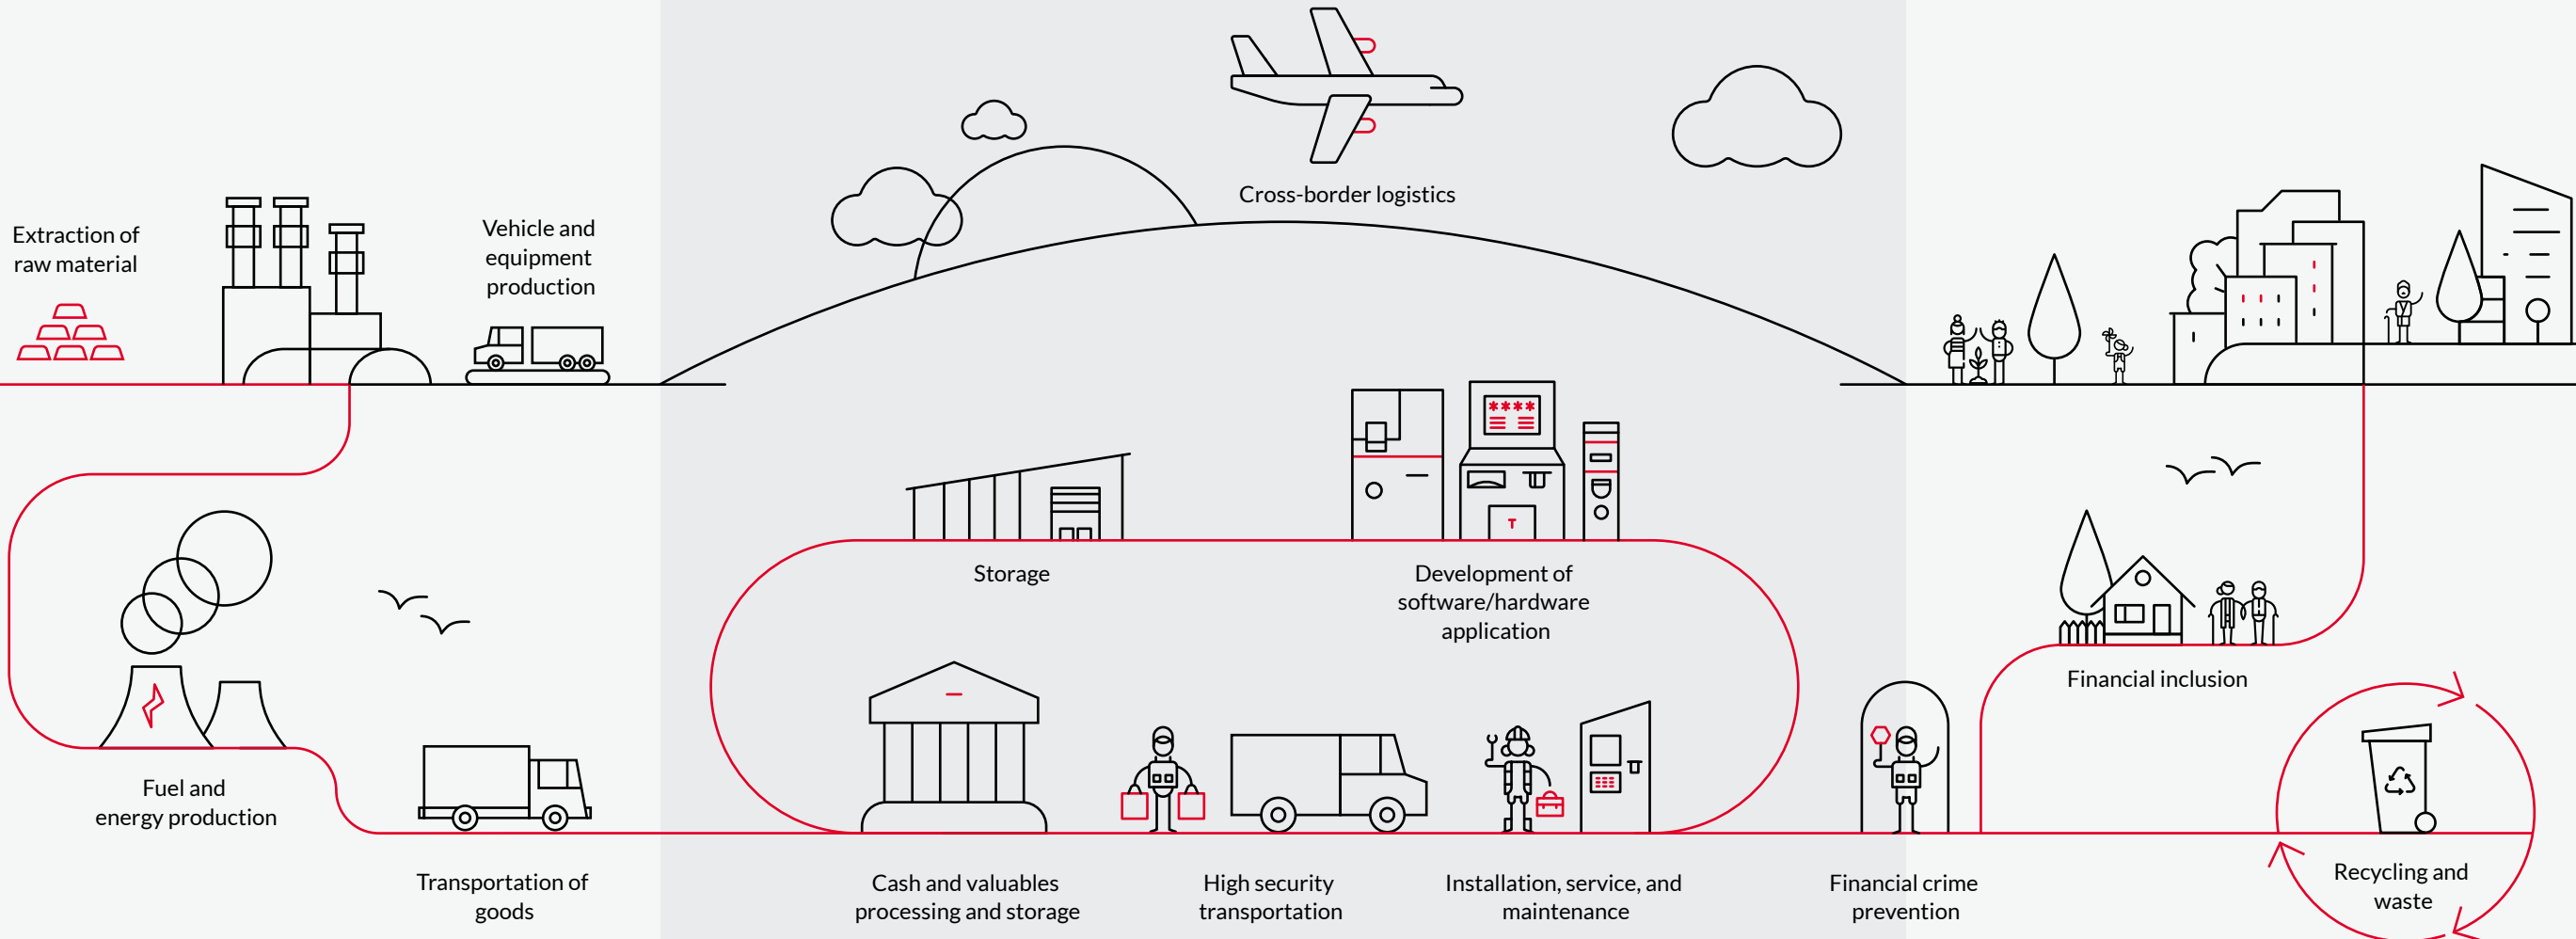 Cross-border logistics
Extraction of
raw material
Vehicle and
equipment
production
****
Storage
Development of
software/hardware
application
T
Financial inclusion
Fuel and
energy production
Transportation of
goods
Cash and valuables
processing and storage
High security
transportation
Installation, service, and
maintenance
Financial crime
prevention
Recycling and
waste